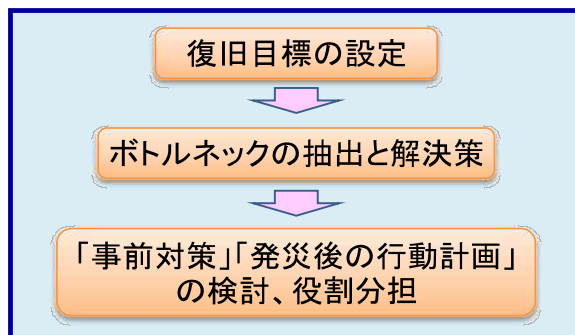 復旧目標の設定
ボトルネックの抽出と解決策
「事前対策」「発災後の行動計画」
の検討、役割分担